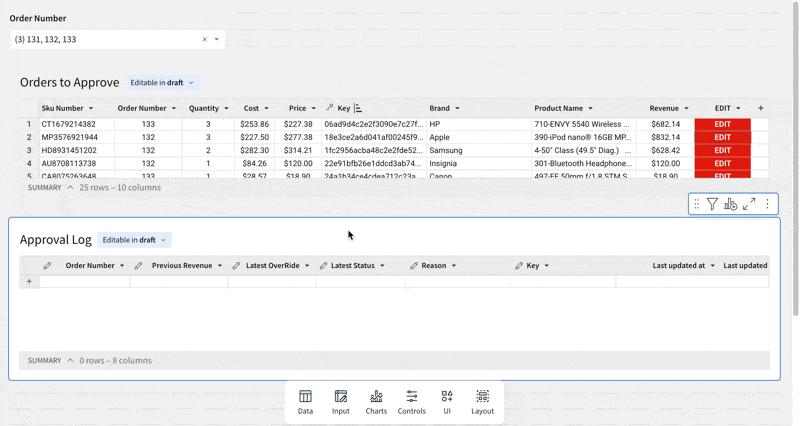 Order Number
(3) 131, 132, 133
Orders to Approve Editable in draft
Sku Number Order Number Quantity Cost Price Key Brand Product Name Revenue EDIT +
1 CT1679214382 133 3 $253.86 $227.38 06ad9d4c2e2f3090e7c27f... HP 710-ENVY 5540 Wireless ... $682.14 EDIT
2 MP3576921944 132 3 $227.50 $277.38 18e3ce2a6d041af00245f9... Apple 390-iPod nano® 16GB MP... $832.14 EDIT
3 HD8931451202 132 2 $282.30 $314.21 1fc2956acba48c2e2fde52... Samsung 4-50" Class (49.5" Diag.) ... $628.42 EDIT
4 AU8708113738 132 1 $84.26 $120.00 22e91bfb26e1ddcd3ab74... Insignia 301-Bluetooth Headphone... $120.00 EDIT
5 CA8075263648 133 1 $28.57 $18.90 24a1b34ce4cdea712c23a... Canon 497-EF 50mm f/1.8 STM S... $18.90 EDIT
SUMMARY 25 rows – 10 columns
Approval Log Editable in draft
Order Number Previous Revenue Latest OverRide Latest Status Reason Key Last updated at Last updated
+
SUMMARY 0 rows – 8 columns
Data Input Charts Controls UI Layout